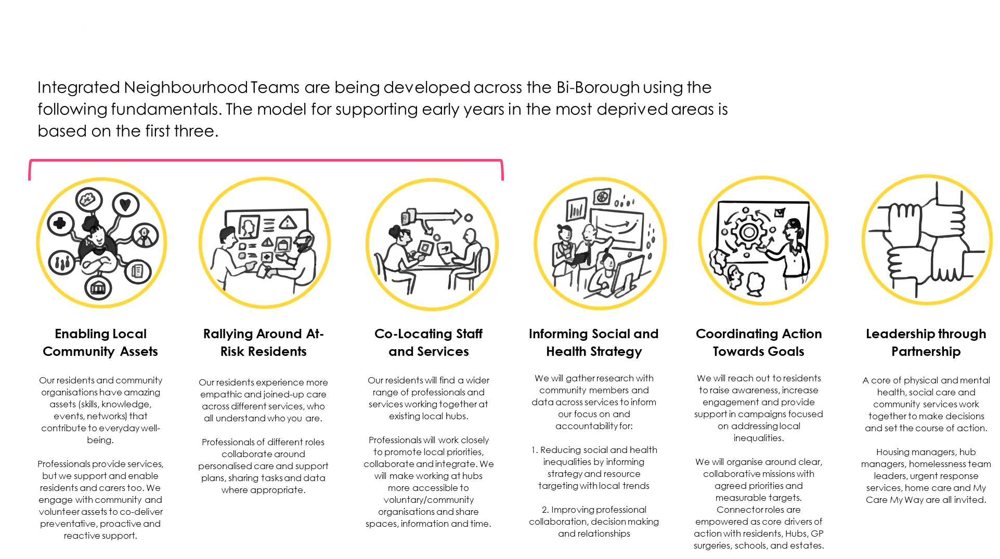 Integrated Neighbourhood Teams are being developed across the Bi-Borough using the
following fundamentals. The model for supporting early years in the most deprived areas is
based on the first three.
Enabling Local
Community Assets
Our residents and community
organisations have amazing
assets (skills, knowledge,
events, networks) that
contribute to everyday well-
being.
Professionals provide services,
but we support and enable
residents and carers too. We
engage with community and
volunteer assets to co-deliver
preventative, proactive and
reactive support.
Rallying Around At-
Risk Residents
Our residents experience more
empathic and joined-up care
across different services, who
all understand who you are.
Professionals of different roles
collaborate around
personalised care and support
plans, sharing tasks and data
where appropriate.
Co-Locating Staff
and Services
Our residents will find a wider
range of professionals and
services working together at
existing local hubs.
Professionals will work closely
to promote local priorities,
collaborate and integrate. We
will make working at hubs
more accessible to
voluntary/community
organisations and share
spaces, information and time.
Informing Social and
Health Strategy
We will gather research with
community members and
data across services to inform
our focus on and
accountability for:
1. Reducing social and health
inequalities by informing
strategy and resource
targeting with local trends
2. Improving professional
collaboration, decision making
and relationships
Coordinating Action
Towards Goals
We will reach out to residents
to raise awareness, increase
engagement and provide
support in campaigns focused
on addressing local
inequalities.
We will organise around clear,
collaborative missions with
agreed priorities and
measurable targets.
Connector roles are
empowered as core drivers of
action with residents, Hubs, GP
surgeries, schools, and estates.
Leadership through
Partnership
A core of physical and mental
health, social care and
community services work
together to make decisions
and set the course of action.
Housing managers, hub
managers, homelessness team
leaders, urgent response
services, home care and My
Care My Way are all invited.